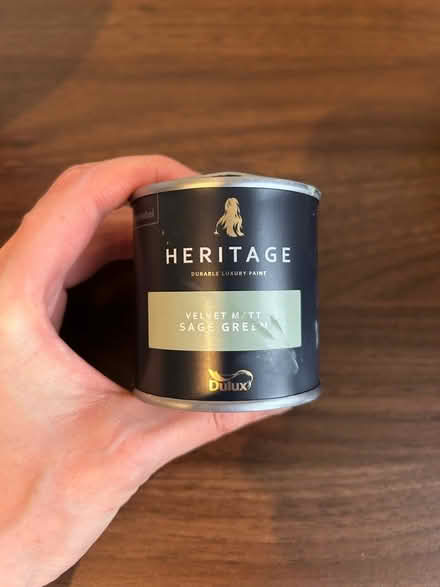 HERITAGE
DURABLE LUXURY PAINT
VELVET MATT
SAGE GREEN
Dulux